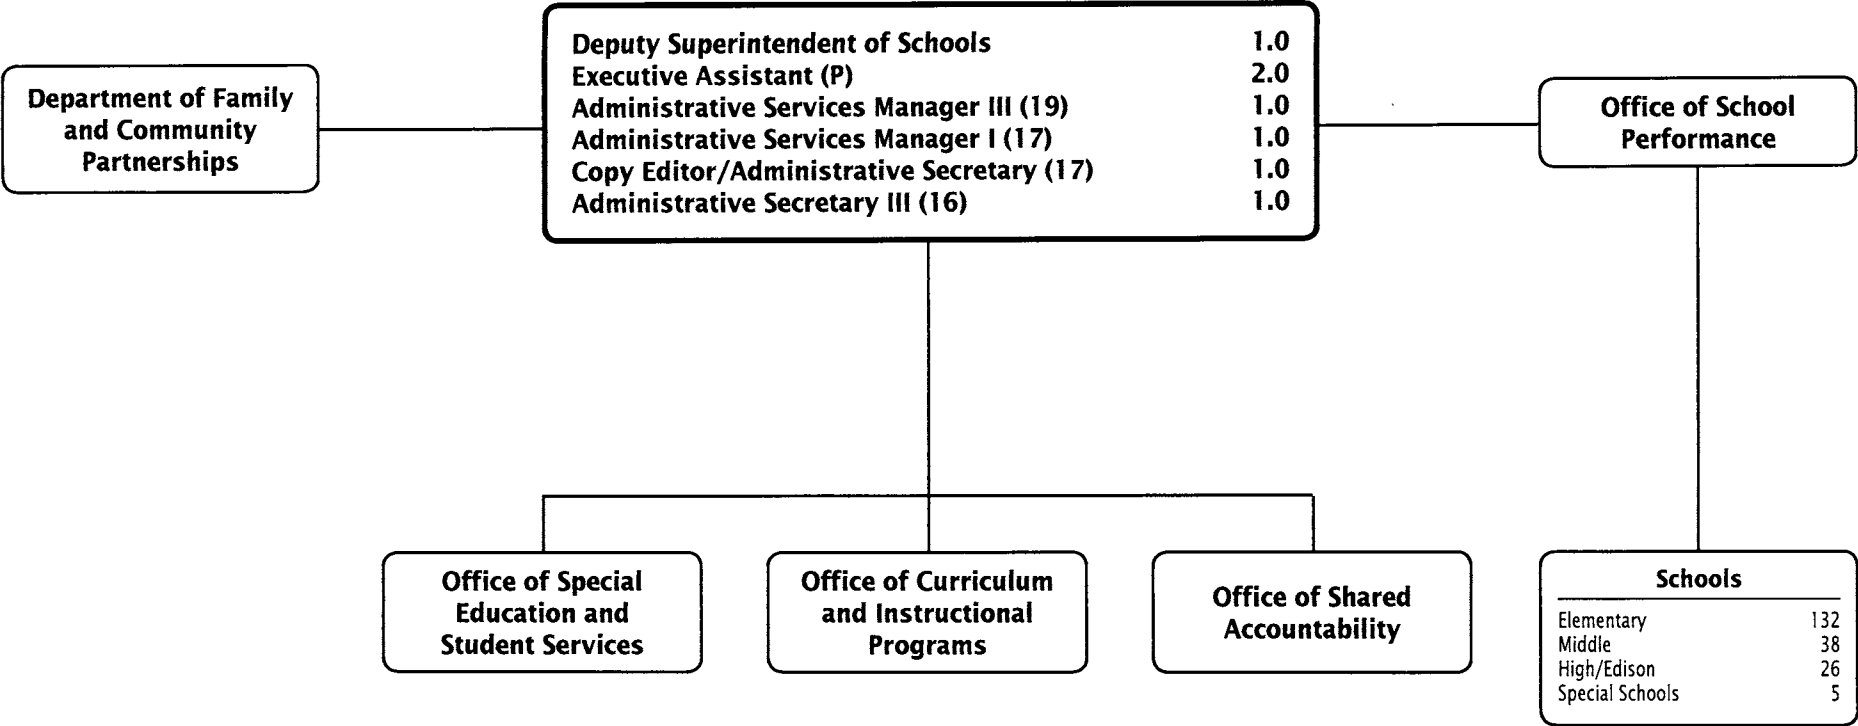 Deputy Superintendent of Schools 1.0
Executive Assistant (P) 2.0
Administrative Services Manager III (19) 1.0
Administrative Services Manager I (17) 1.0
Copy Editor/Administrative Secretary (17) 1.0
Administrative Secretary III (16) 1.0
Department of Family
and Community
Partnerships
Office of School
Performance
Office of Special
Education and
Student Services
Office of Curriculum
and Instructional
Programs
Office of Shared
Accountability
Schools
Elementary 132
Middle 38
High/Edison 26
Special Schools 5